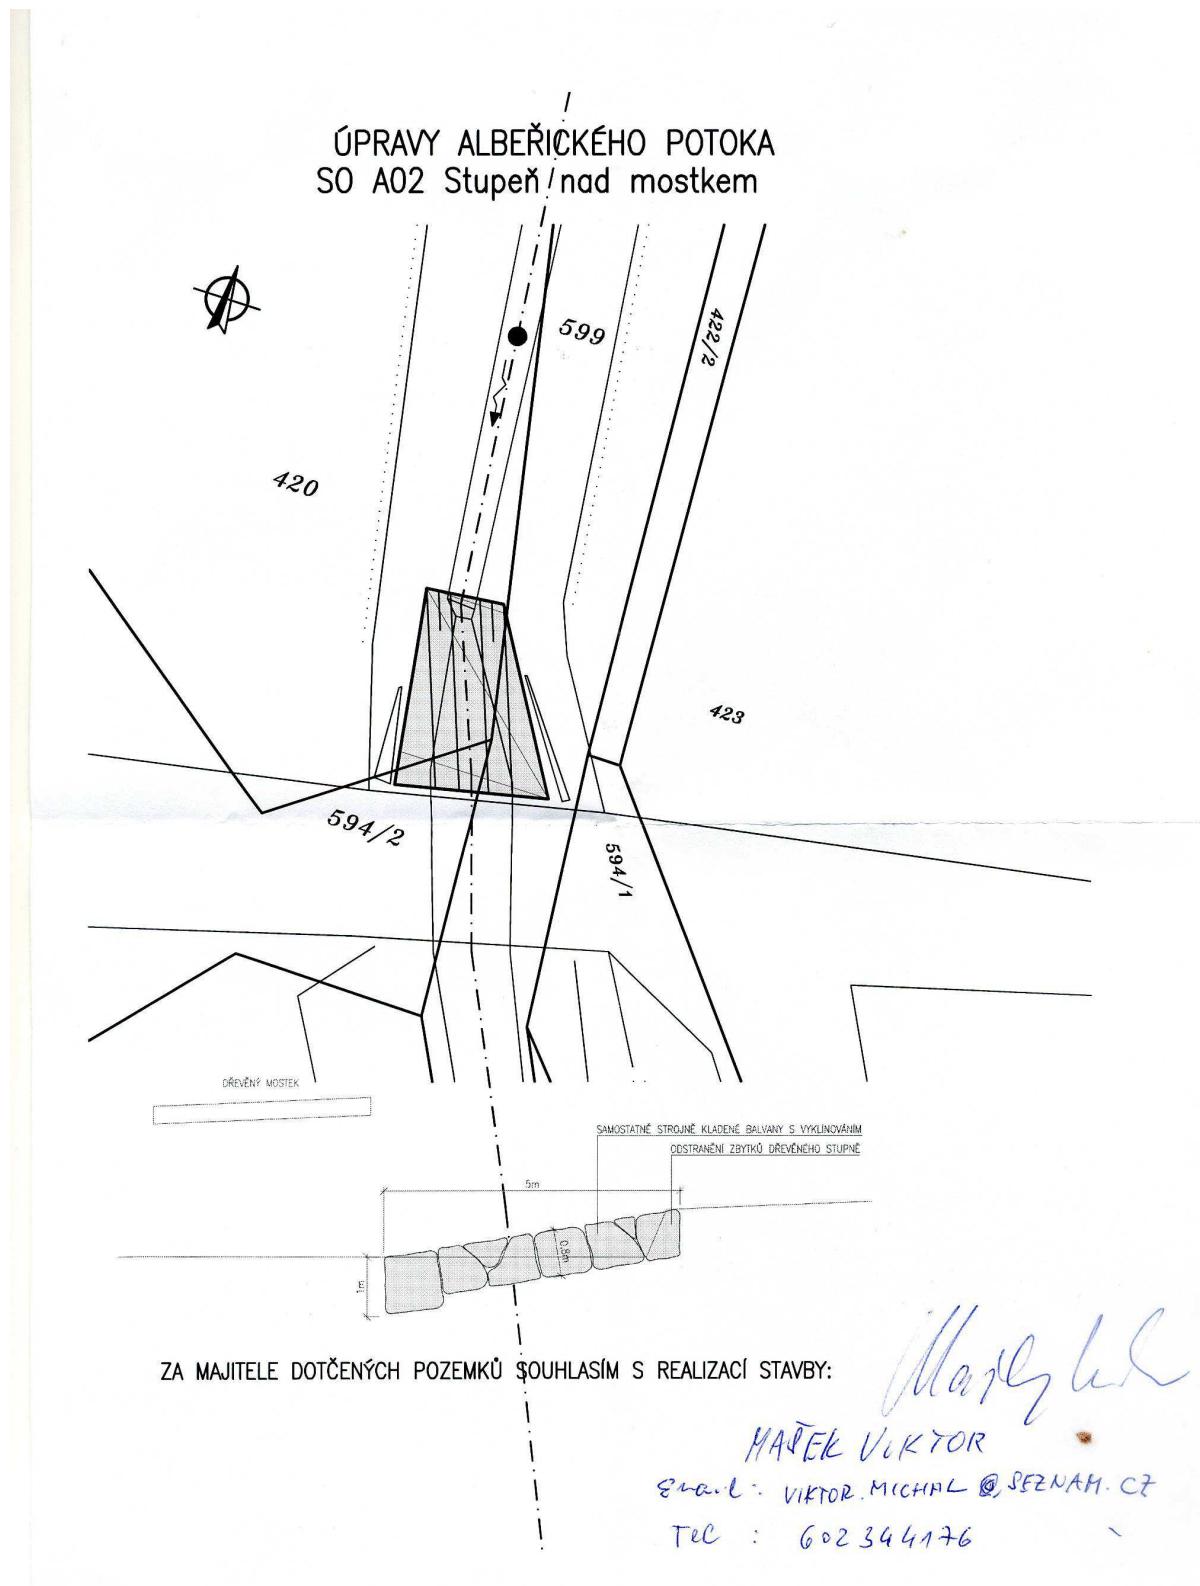 ÚPRAVY ALBEŘICKÉHO POTOKA
SO A02 Stupeň nad mostkem
599
422/2
420
423
594/2
594/1
DŘEVĚNÝ MOSTEK
SAMOSTATNĚ STROJNĚ KLADENÉ BALVANY S VYKLÍNOVÁNÍM
ODSTRANĚNÍ ZBYTKŮ DŘEVĚNÉHO STUPNĚ
5m
0,8m
1m
ZA MAJITELE DOTČENÝCH POZEMKŮ SOUHLASÍM S REALIZACÍ STAVBY:
MAŠEK VIKTOR
Email: VIKTOR.MICHAL@SEZNAM.CZ
Tel : 602344176